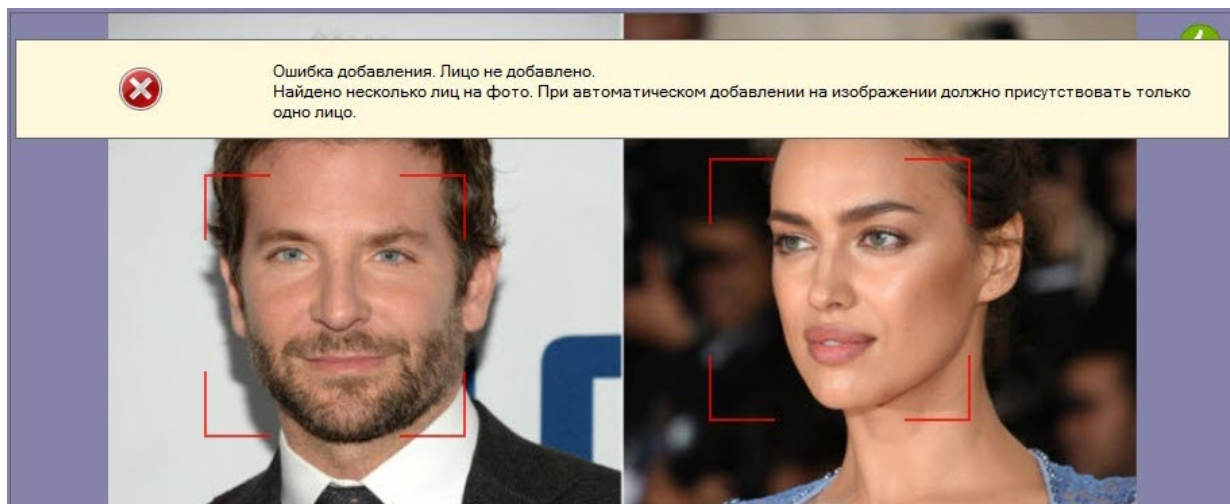 Ошибка добавления. Лицо не добавлено.
Найдено несколько лиц на фото. При автоматическом добавлении на изображении должно присутствовать только
одно лицо.